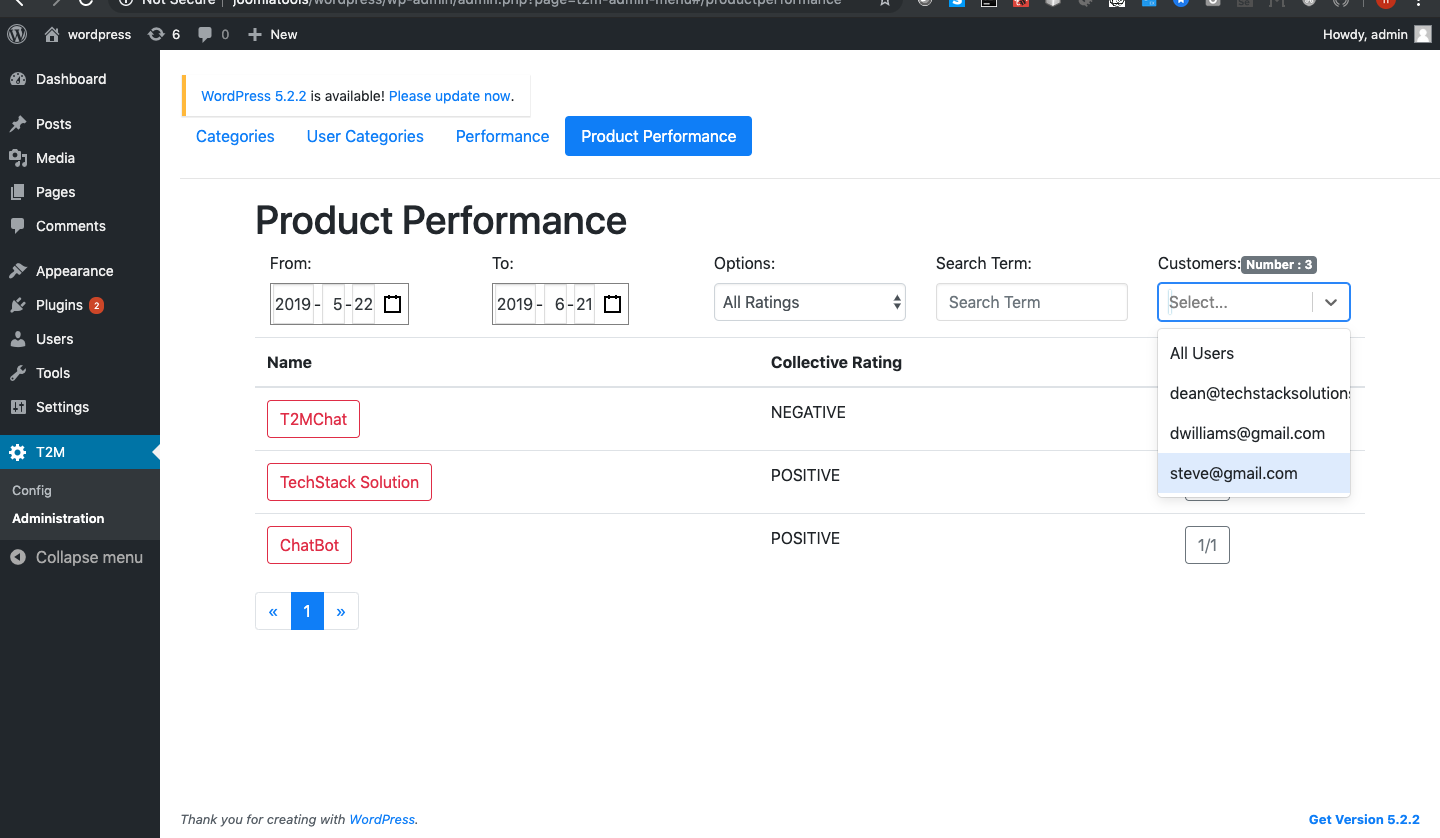 Not Secure | joomlatools/wordpress/wp-admin/admin.php?page=t2m-admin-menu#/productperformance
wordpress 6 0 New
Howdy, admin
Dashboard
Posts
Media
Pages
Comments
Appearance
Plugins 2
Users
Tools
Settings
T2M
Config
Administration
Collapse menu
WordPress 5.2.2 is available! Please update now.
Categories User Categories Performance Product Performance
Product Performance
From: To: Options: Search Term: Customers: Number : 3
2019- 5-22 2019- 6-21 All Ratings Search Term Select...
All Users
dean@techstacksolutions
dwilliams@gmail.com
steve@gmail.com
Name Collective Rating
T2MChat NEGATIVE
TechStack Solution POSITIVE
ChatBot POSITIVE 1/1
« 1 »
Thank you for creating with WordPress.
Get Version 5.2.2